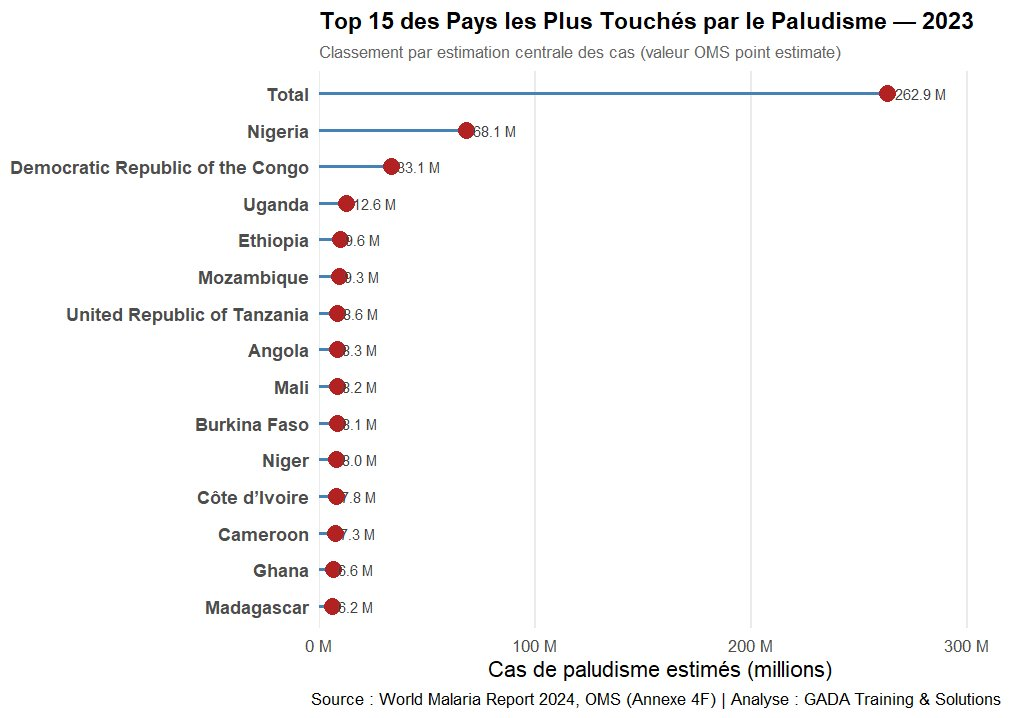 Top 15 des Pays les Plus Touchés par le Paludisme — 2023
Classement par estimation centrale des cas (valeur OMS point estimate)
Total 262.9 M
Nigeria 68.1 M
Democratic Republic of the Congo 33.1 M
Uganda 12.6 M
Ethiopia 9.6 M
Mozambique 9.3 M
United Republic of Tanzania 8.6 M
Angola 8.3 M
Mali 8.2 M
Burkina Faso 8.1 M
Niger 8.0 M
Côte d’Ivoire 7.8 M
Cameroon 7.3 M
Ghana 6.6 M
Madagascar 6.2 M
0 M 100 M 200 M 300 M
Cas de paludisme estimés (millions)
Source : World Malaria Report 2024, OMS (Annexe 4F) | Analyse : GADA Training & Solutions